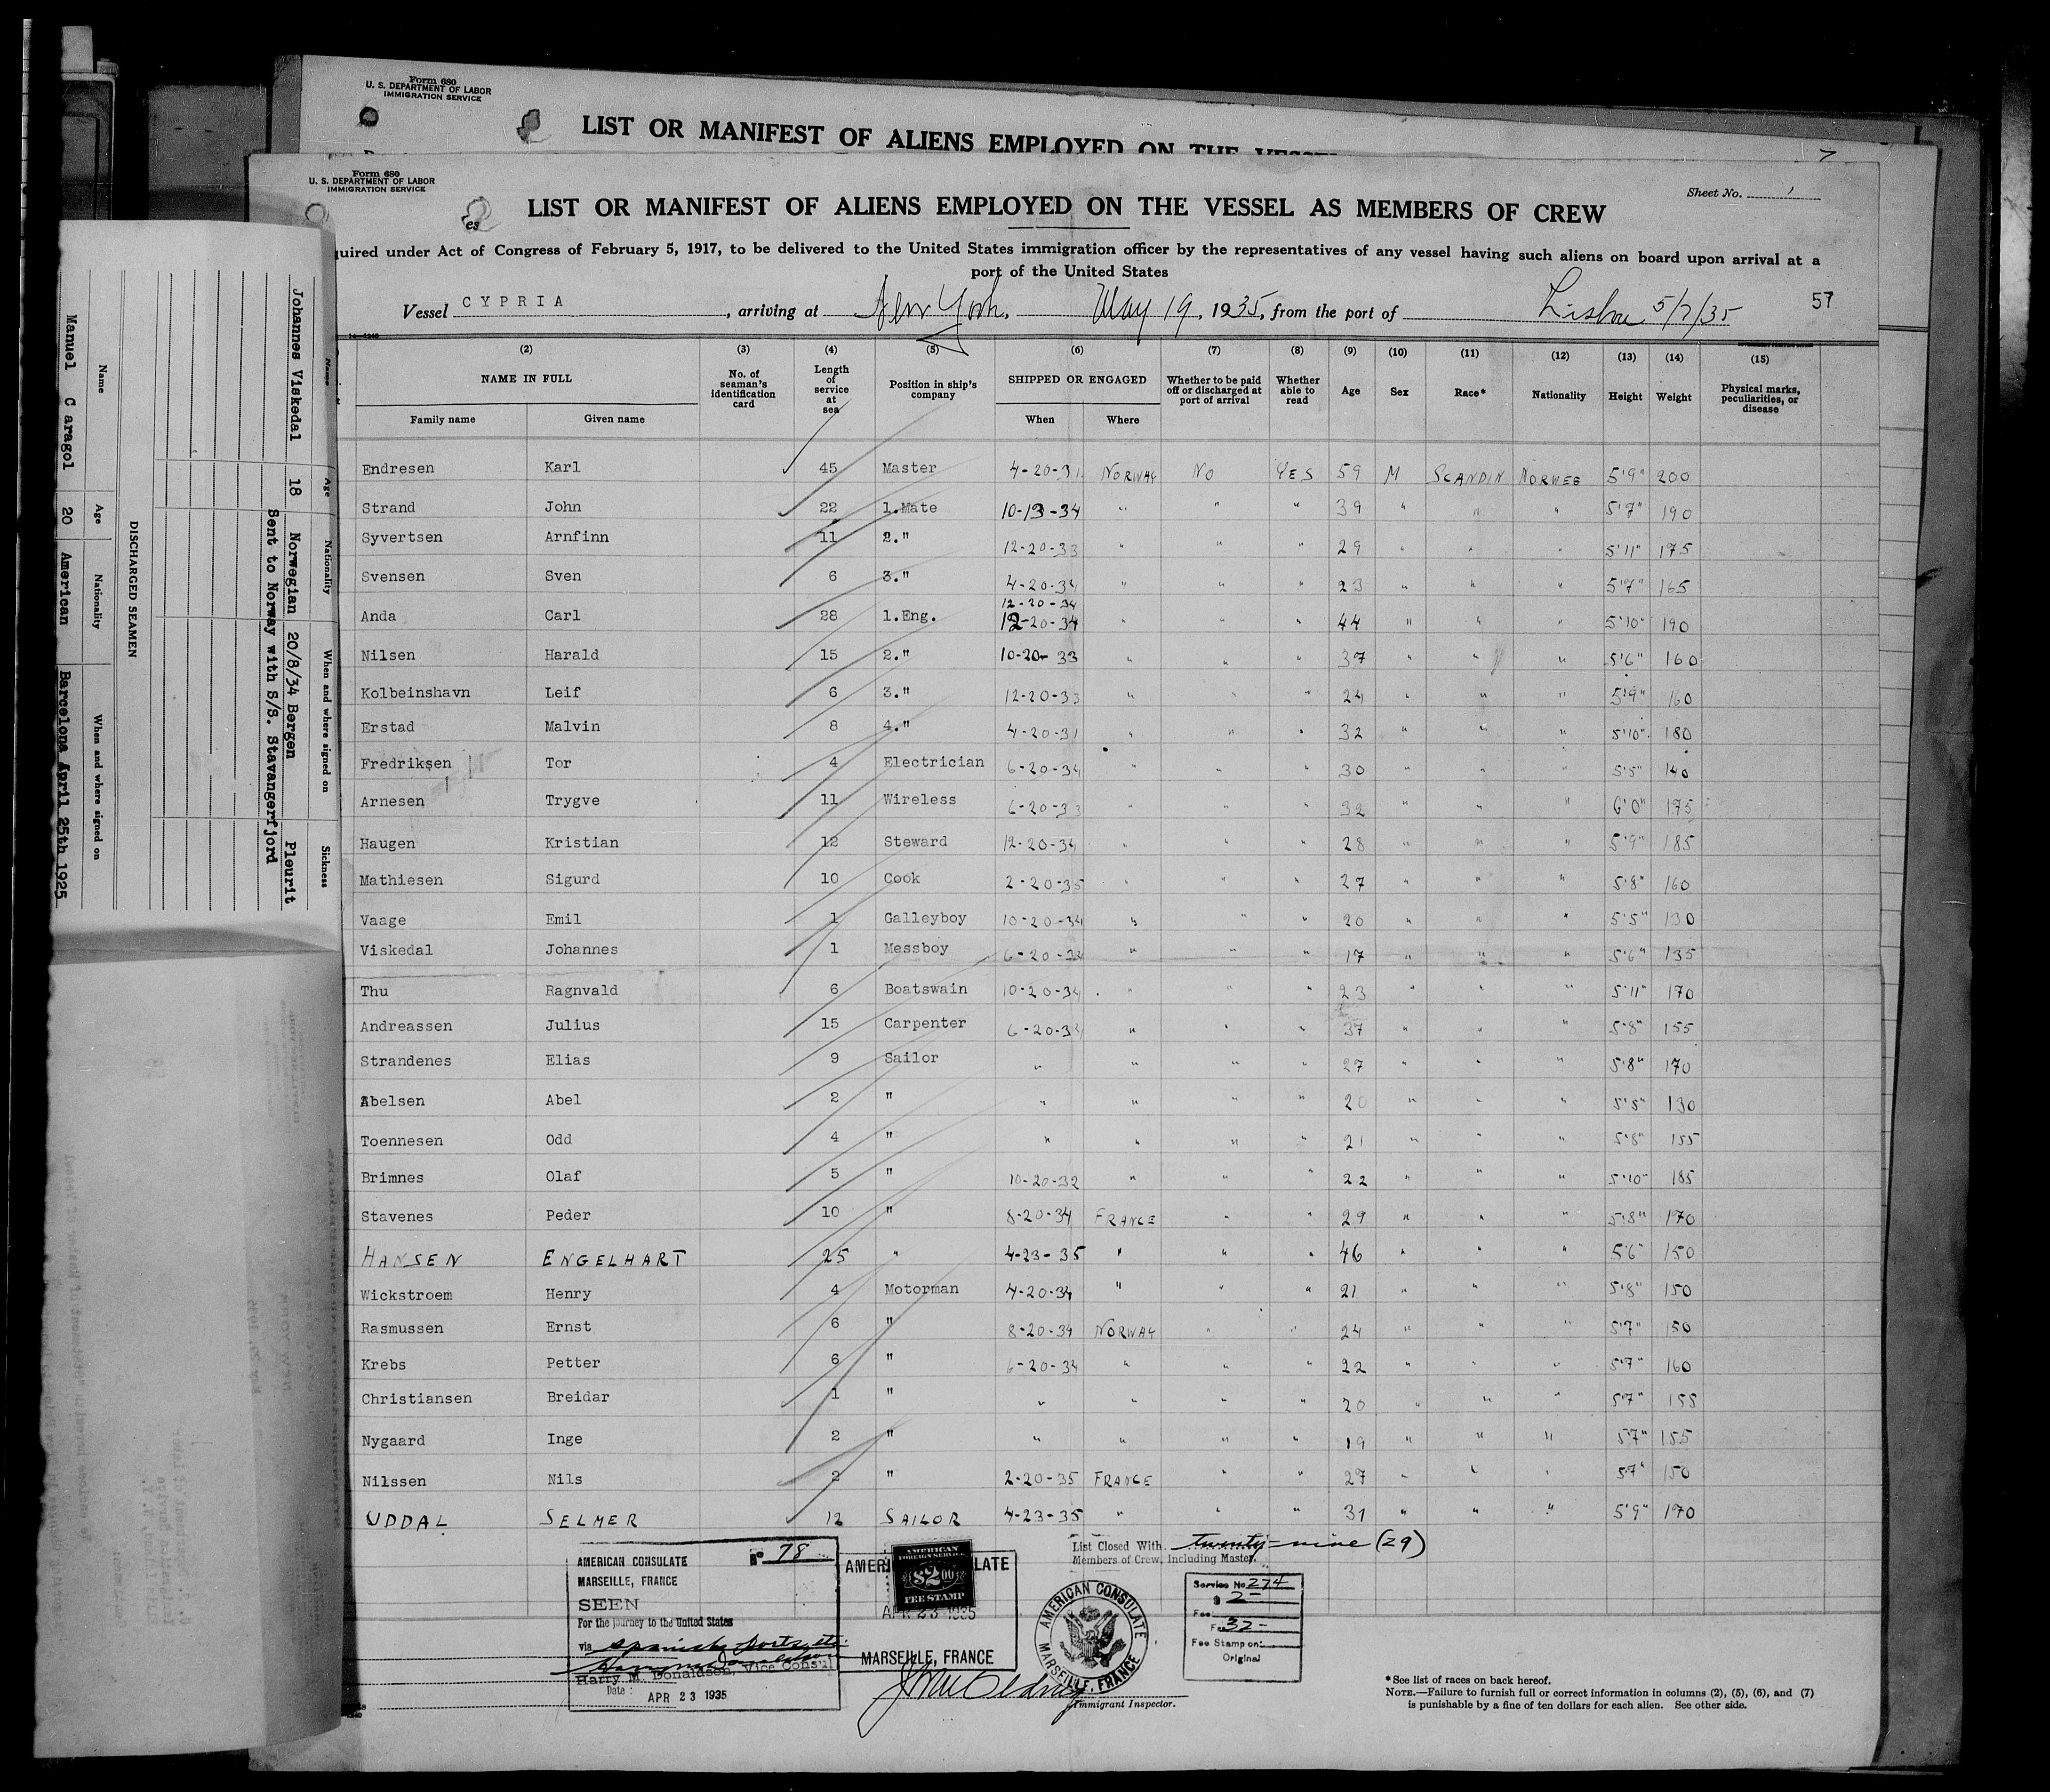 Form 680
U. S. DEPARTMENT OF LABOR
IMMIGRATION SERVICE
LIST OR MANIFEST OF ALIENS EMPLOYED ON THE VESSEL
Form 680
U. S. DEPARTMENT OF LABOR
IMMIGRATION SERVICE
Sheet No. 1
LIST OR MANIFEST OF ALIENS EMPLOYED ON THE VESSEL AS MEMBERS OF CREW
quired under Act of Congress of February 5, 1917, to be delivered to the United States immigration officer by the representatives of any vessel having such aliens on board upon arrival at a
port of the United States
Vessel CYPRIA, arriving at New York, May 19, 1935, from the port of Lisbon 5/7/35 57
(2) (3) (4) (5) (6) (7) (8) (9) (10) (11) (12) (13) (14) (15)
NAME IN FULL No. of seaman's identification card Length of service at sea Position in ship's company SHIPPED OR ENGAGED Whether to be paid off or discharged at port of arrival Whether able to read Age Sex Race* Nationality Height Weight Physical marks, peculiarities, or disease
Family name Given name When Where
Endresen Karl 45 Master 4-20-31 NORWAY NO YES 59 M SCANDIN NORWEG 5'9" 200
Strand John 22 1.Mate 10-13-34 " " " 39 " " " 5'7" 190
Syvertsen Arnfinn 11 2." 12-20-33 " " " 29 " " " 5'11" 175
Svensen Sven 6 3." 4-20-34 " " " 23 " " " 5'7" 165
12-20-34
Anda Carl 28 1.Eng. 12-20-34 " " " 44 " " " 5'10" 190
Nilsen Harald 15 2." 10-20-33 " " " 37 " " " 5'6" 160
Kolbeinshavn Leif 6 3." 12-20-33 " " " 24 " " " 5'9" 160
Erstad Malvin 8 4." 4-20-31 " " " 32 " " " 5'10" 180
Fredriksen Tor 4 Electrician 6-20-34 " " " 30 " " " 5'5" 140
Arnesen Trygve 11 Wireless 6-20-33 " " " 32 " " " 6'0" 175
Haugen Kristian 12 Steward 12-20-34 " " " 28 " " " 5'9" 185
Mathiesen Sigurd 10 Cook 2-20-35 " " " 27 " " " 5'8" 160
Vaage Emil 1 Galleyboy 10-20-34 " " " 20 " " " 5'5" 130
Viskedal Johannes 1 Messboy " " " 17 " " " 5'6" 135
Thu Ragnvald 6 Boatswain 10-20-34 " " " 23 " " " 5'11" 170
Andreassen Julius 15 Carpenter " " " 37 " " " 5'8" 155
Strandenes Elias 9 Sailor " " " " 27 " " " 5'8" 170
Abelsen Abel 2 " " " " " 20 " " " 5'5" 130
Toennesen Odd 4 " " " " " 21 " " " 5'8" 155
Brimnes Olaf 5 " 10-20-32 " " " 22 " " " 5'10" 185
Stavenes Peder 10 " 8-20-34 FRANCE " " 29 " " " 5'8" 170
HANSEN ENGELHART 25 " 4-23-35 " " " 46 " " " 5'6" 150
Wickstroem Henry 4 Motorman 4-20-34 " " " 21 " " " 5'8" 150
Rasmussen Ernst 6 " 8-20-34 NORWAY " " 24 " " " 5'7" 150
Krebs Petter 6 " 6-20-34 " " " 22 " " " 5'7" 160
Christiansen Breidar 1 " " " " " 20 " " " 5'7" 155
Nygaard Inge 2 " " " " " 19 " " " 5'7" 155
Nilssen Nils 2 " 2-20-35 FRANCE " " 27 " " " 5'7" 150
UDDAL SELMER 12 SAILOR 4-23-35 " " " 31 " " " 5'9" 170
List Closed With twenty-nine (29)
Members of Crew, Including Master.
No 78
AMERICAN CONSULATE
MARSEILLE, FRANCE
SEEN
For the journey to the United States
via Spanish ports etc.
Harry M. Donaldson, Vice Consul
Date: APR 23 1935
AMERI LATE
AMERICAN
FOREIGN SERVICE
$2.00
FEE STAMP
APR 23 1935
MARSEILLE, FRANCE
AMERICAN CONSULATE
MARSEILLE, FRANCE
Service No. 274
$ 2-
Fee
F 32-
Fee Stamp on
Original
Immigrant Inspector.
*See list of races on back hereof.
NOTE.—Failure to furnish full or correct information in columns (2), (5), (6), and (7)
is punishable by a fine of ten dollars for each alien. See other side.
Name Age Nationality When and where signed on Sickness
Johannes Viskedal 18 Norwegian 20/8/34 Bergen Pleurit
Sent to Norway with S/S. Stavangerfjord
DISCHARGED SEAMEN
Name Age Nationality When and where signed on
Manuel Caragol 20 American Barcelona April 25th 1925